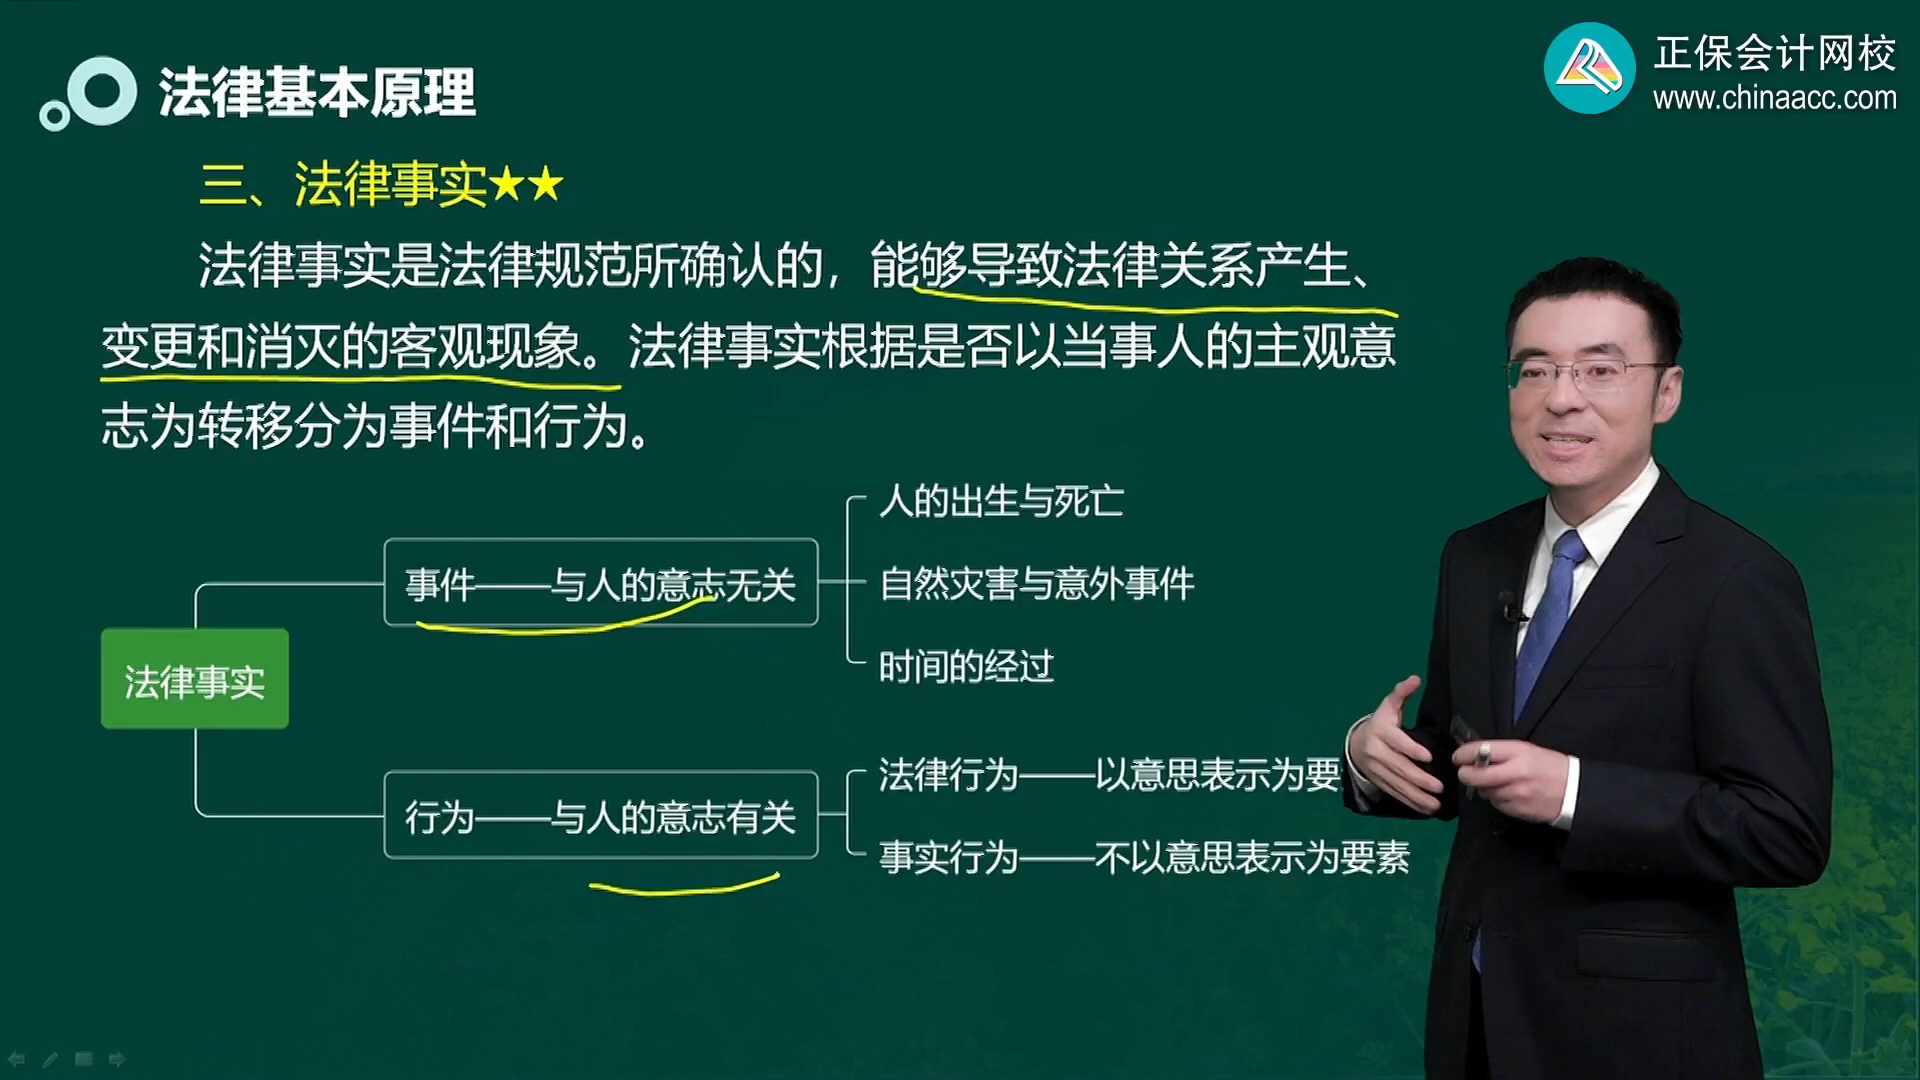 正保会计网校
www.chinaacc.com
法律基本原理
三、法律事实★★
法律事实是法律规范所确认的，能够导致法律关系产生、
变更和消灭的客观现象。法律事实根据是否以当事人的主观意
志为转移分为事件和行为。
人的出生与死亡
事件——与人的意志无关
自然灾害与意外事件
时间的经过
法律事实
法律行为——以意思表示为要
行为——与人的意志有关
事实行为——不以意思表示为要素